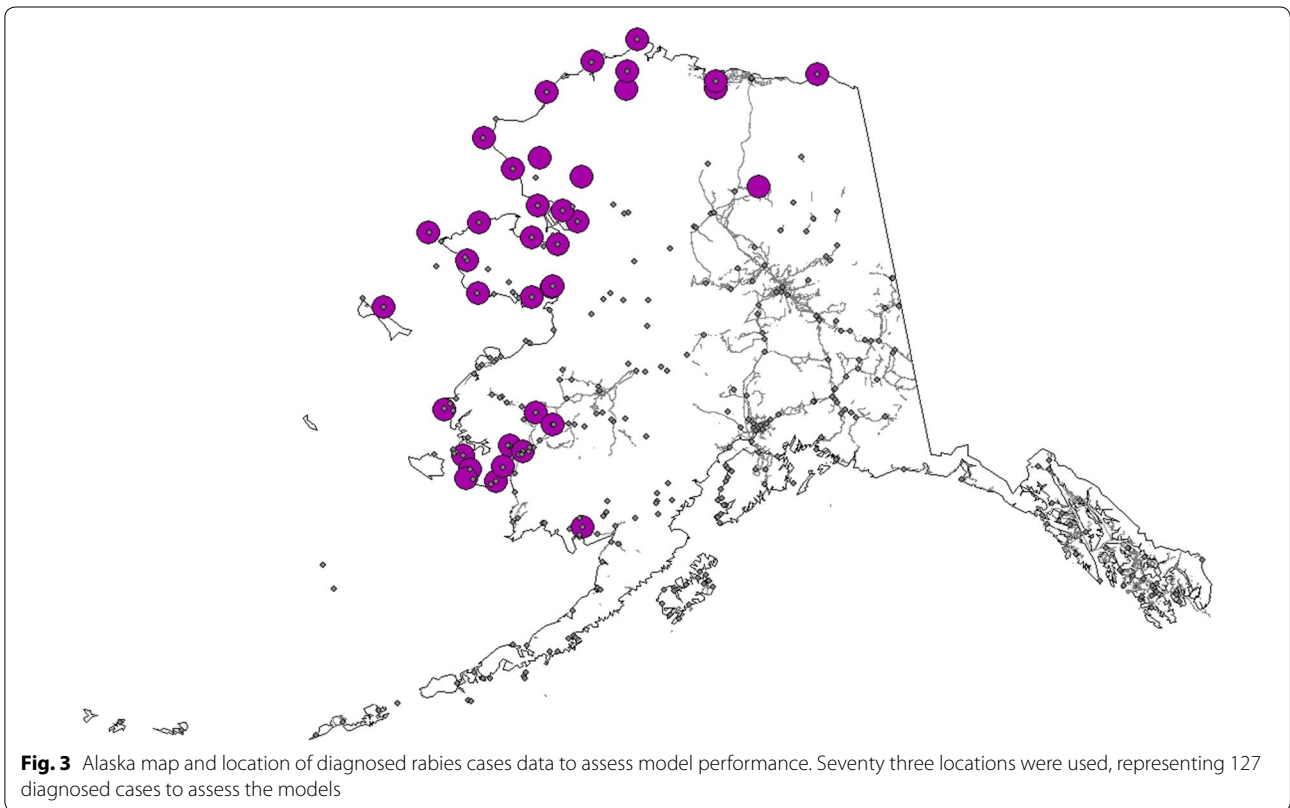 Fig. 3 Alaska map and location of diagnosed rabies cases data to assess model performance. Seventy three locations were used, representing 127
diagnosed cases to assess the models